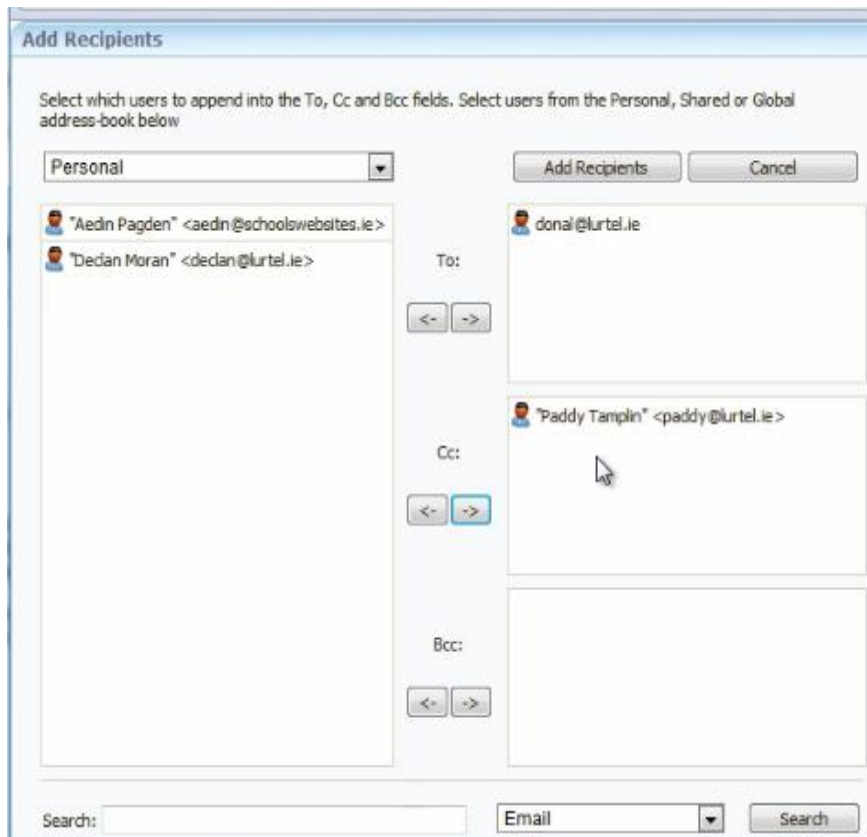 Add Recipients
Select which users to append into the To, Cc and Bcc fields. Select users from the Personal, Shared or Global
address-book below
Personal
Add Recipients
Cancel
"Aedin Pagden" <aedin@schoolswebsites.ie>
"Declan Moran" <declan@lurtel.ie>
To:
<-
->
donal@lurtel.ie
Cc:
<-
->
"Paddy Tamplin" <paddy@lurtel.ie>
Bcc:
<-
->
Search:
Email
Search